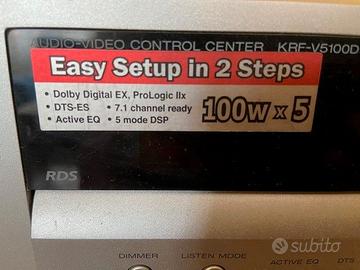 AUDIO-VIDEO CONTROL CENTER KRF-V5100D
Easy Setup in 2 Steps
• Dolby Digital EX, ProLogic IIx
• DTS-ES • 7.1 channel ready
• Active EQ • 5 mode DSP
100W x 5
RDS
DIMMER LISTEN MODE ACTIVE EQ DTS
subito